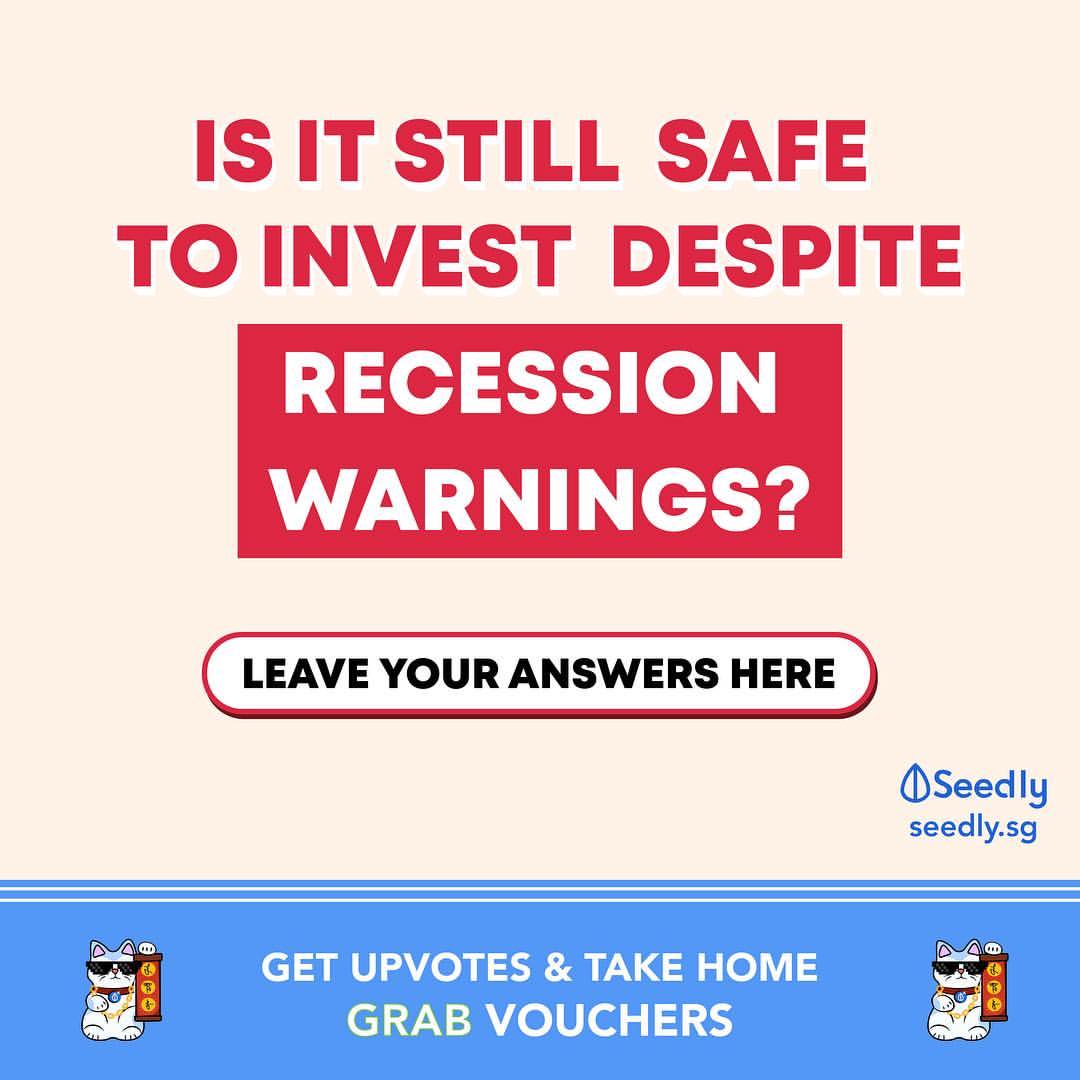 IS IT STILL SAFE
TO INVEST DESPITE
RECESSION
WARNINGS?
LEAVE YOUR ANSWERS HERE
Seedly
seedly.sg
GET UPVOTES & TAKE HOME
GRAB VOUCHERS